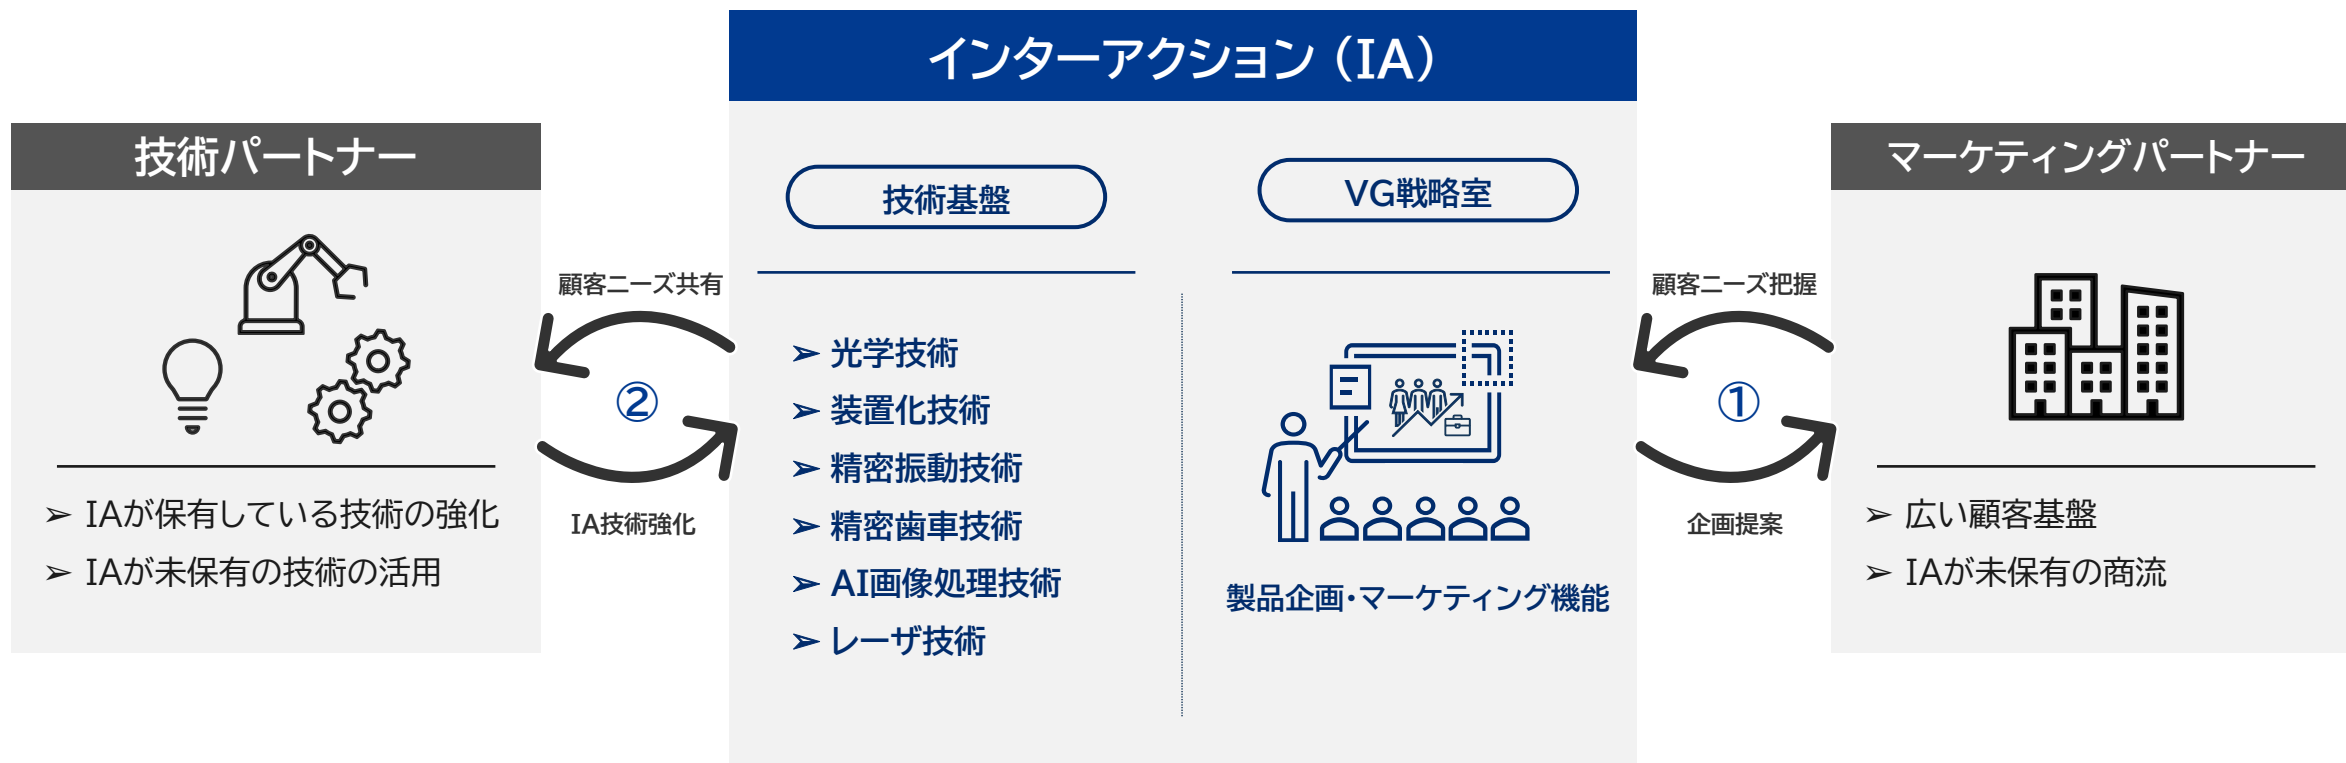 インターアクション（IA）
技術パートナー
➢ IAが保有している技術の強化
➢ IAが未保有の技術の活用
顧客ニーズ共有
②
IA技術強化
技術基盤
➢ 光学技術
➢ 装置化技術
➢ 精密振動技術
➢ 精密歯車技術
➢ AI画像処理技術
➢ レーザ技術
VG戦略室
製品企画・マーケティング機能
顧客ニーズ把握
①
企画提案
マーケティングパートナー
➢ 広い顧客基盤
➢ IAが未保有の商流